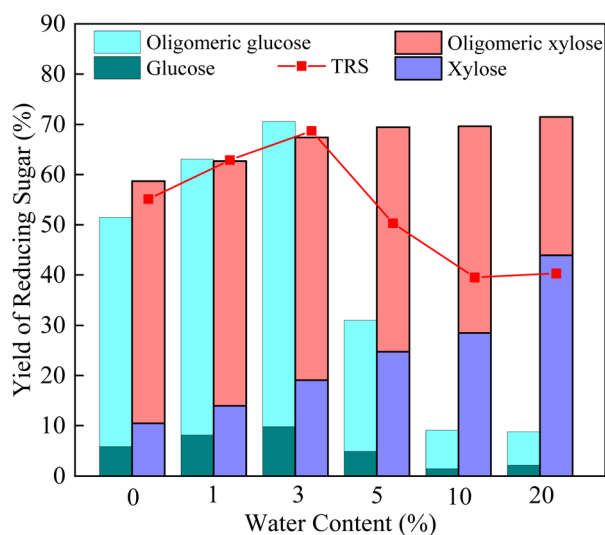 Yield of Reducing Sugar (%)
90
80
70
60
50
40
30
20
10
0
Oligomeric glucose
Oligomeric xylose
Glucose
TRS
Xylose
0 1 3 5 10 20
Water Content (%)